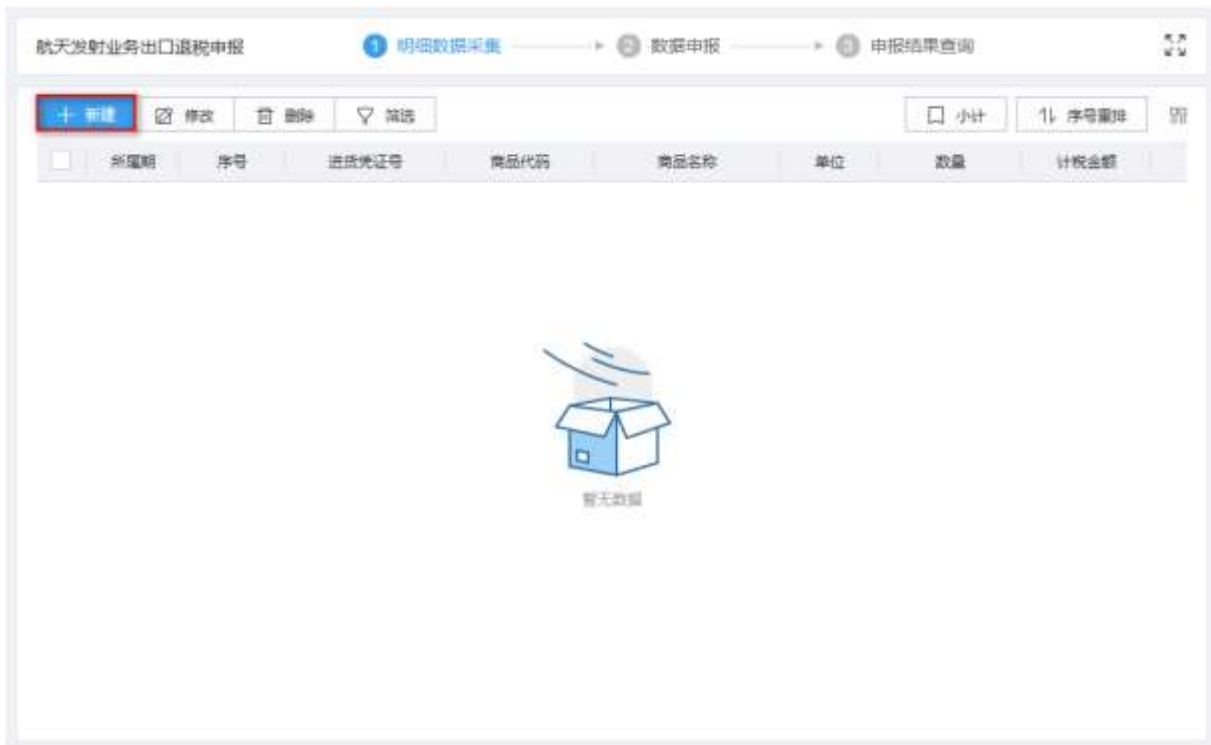 航天发射业务出口退税申报 1 明细数据采集 2 数据申报 3 申报结果查询
新建 修改 删除 筛选 小计 序号重排
所属期 序号 进货凭证号 商品代码 商品名称 单位 数量 计税金额
暂无数据